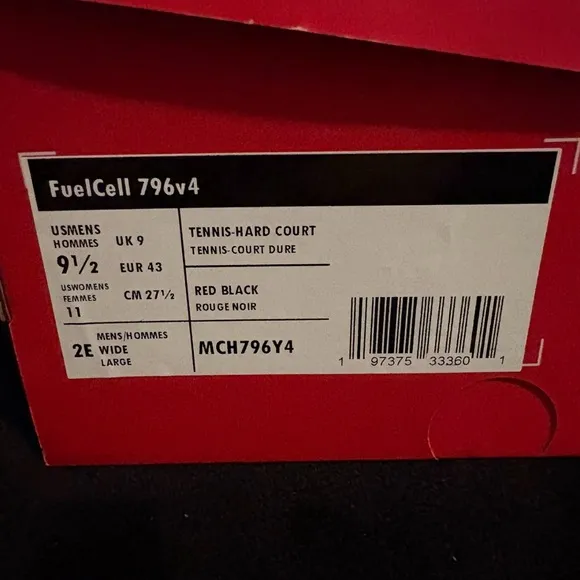 FuelCell 796v4
USMENS
HOMMES
9½
UK 9
EUR 43
USWOMENS
FEMMES
11
CM 27½
TENNIS-HARD COURT
TENNIS-COURT DURE
RED BLACK
ROUGE NOIR
2E
MENS/HOMMES
WIDE
LARGE
MCH796Y4
1 97375 33360 1